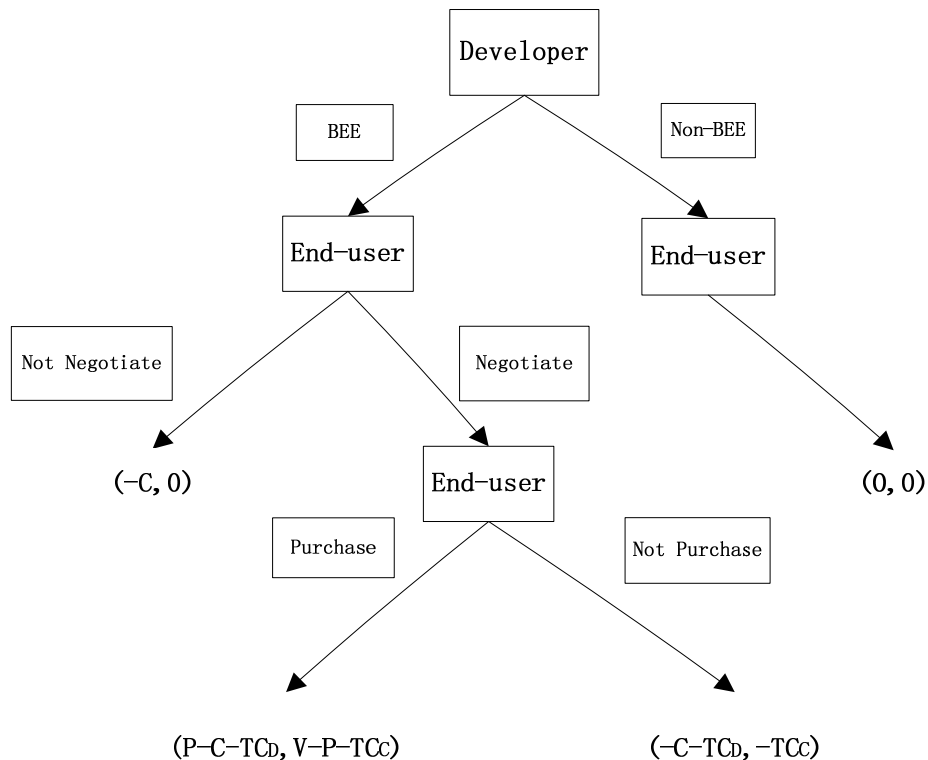 Developer
BEE
Non-BEE
End-user
End-user
Not Negotiate
Negotiate
(-C,0)
End-user
(0,0)
Purchase
Not Purchase
(P-C-TCD,V-P-TCC)
(-C-TCD,-TCC)